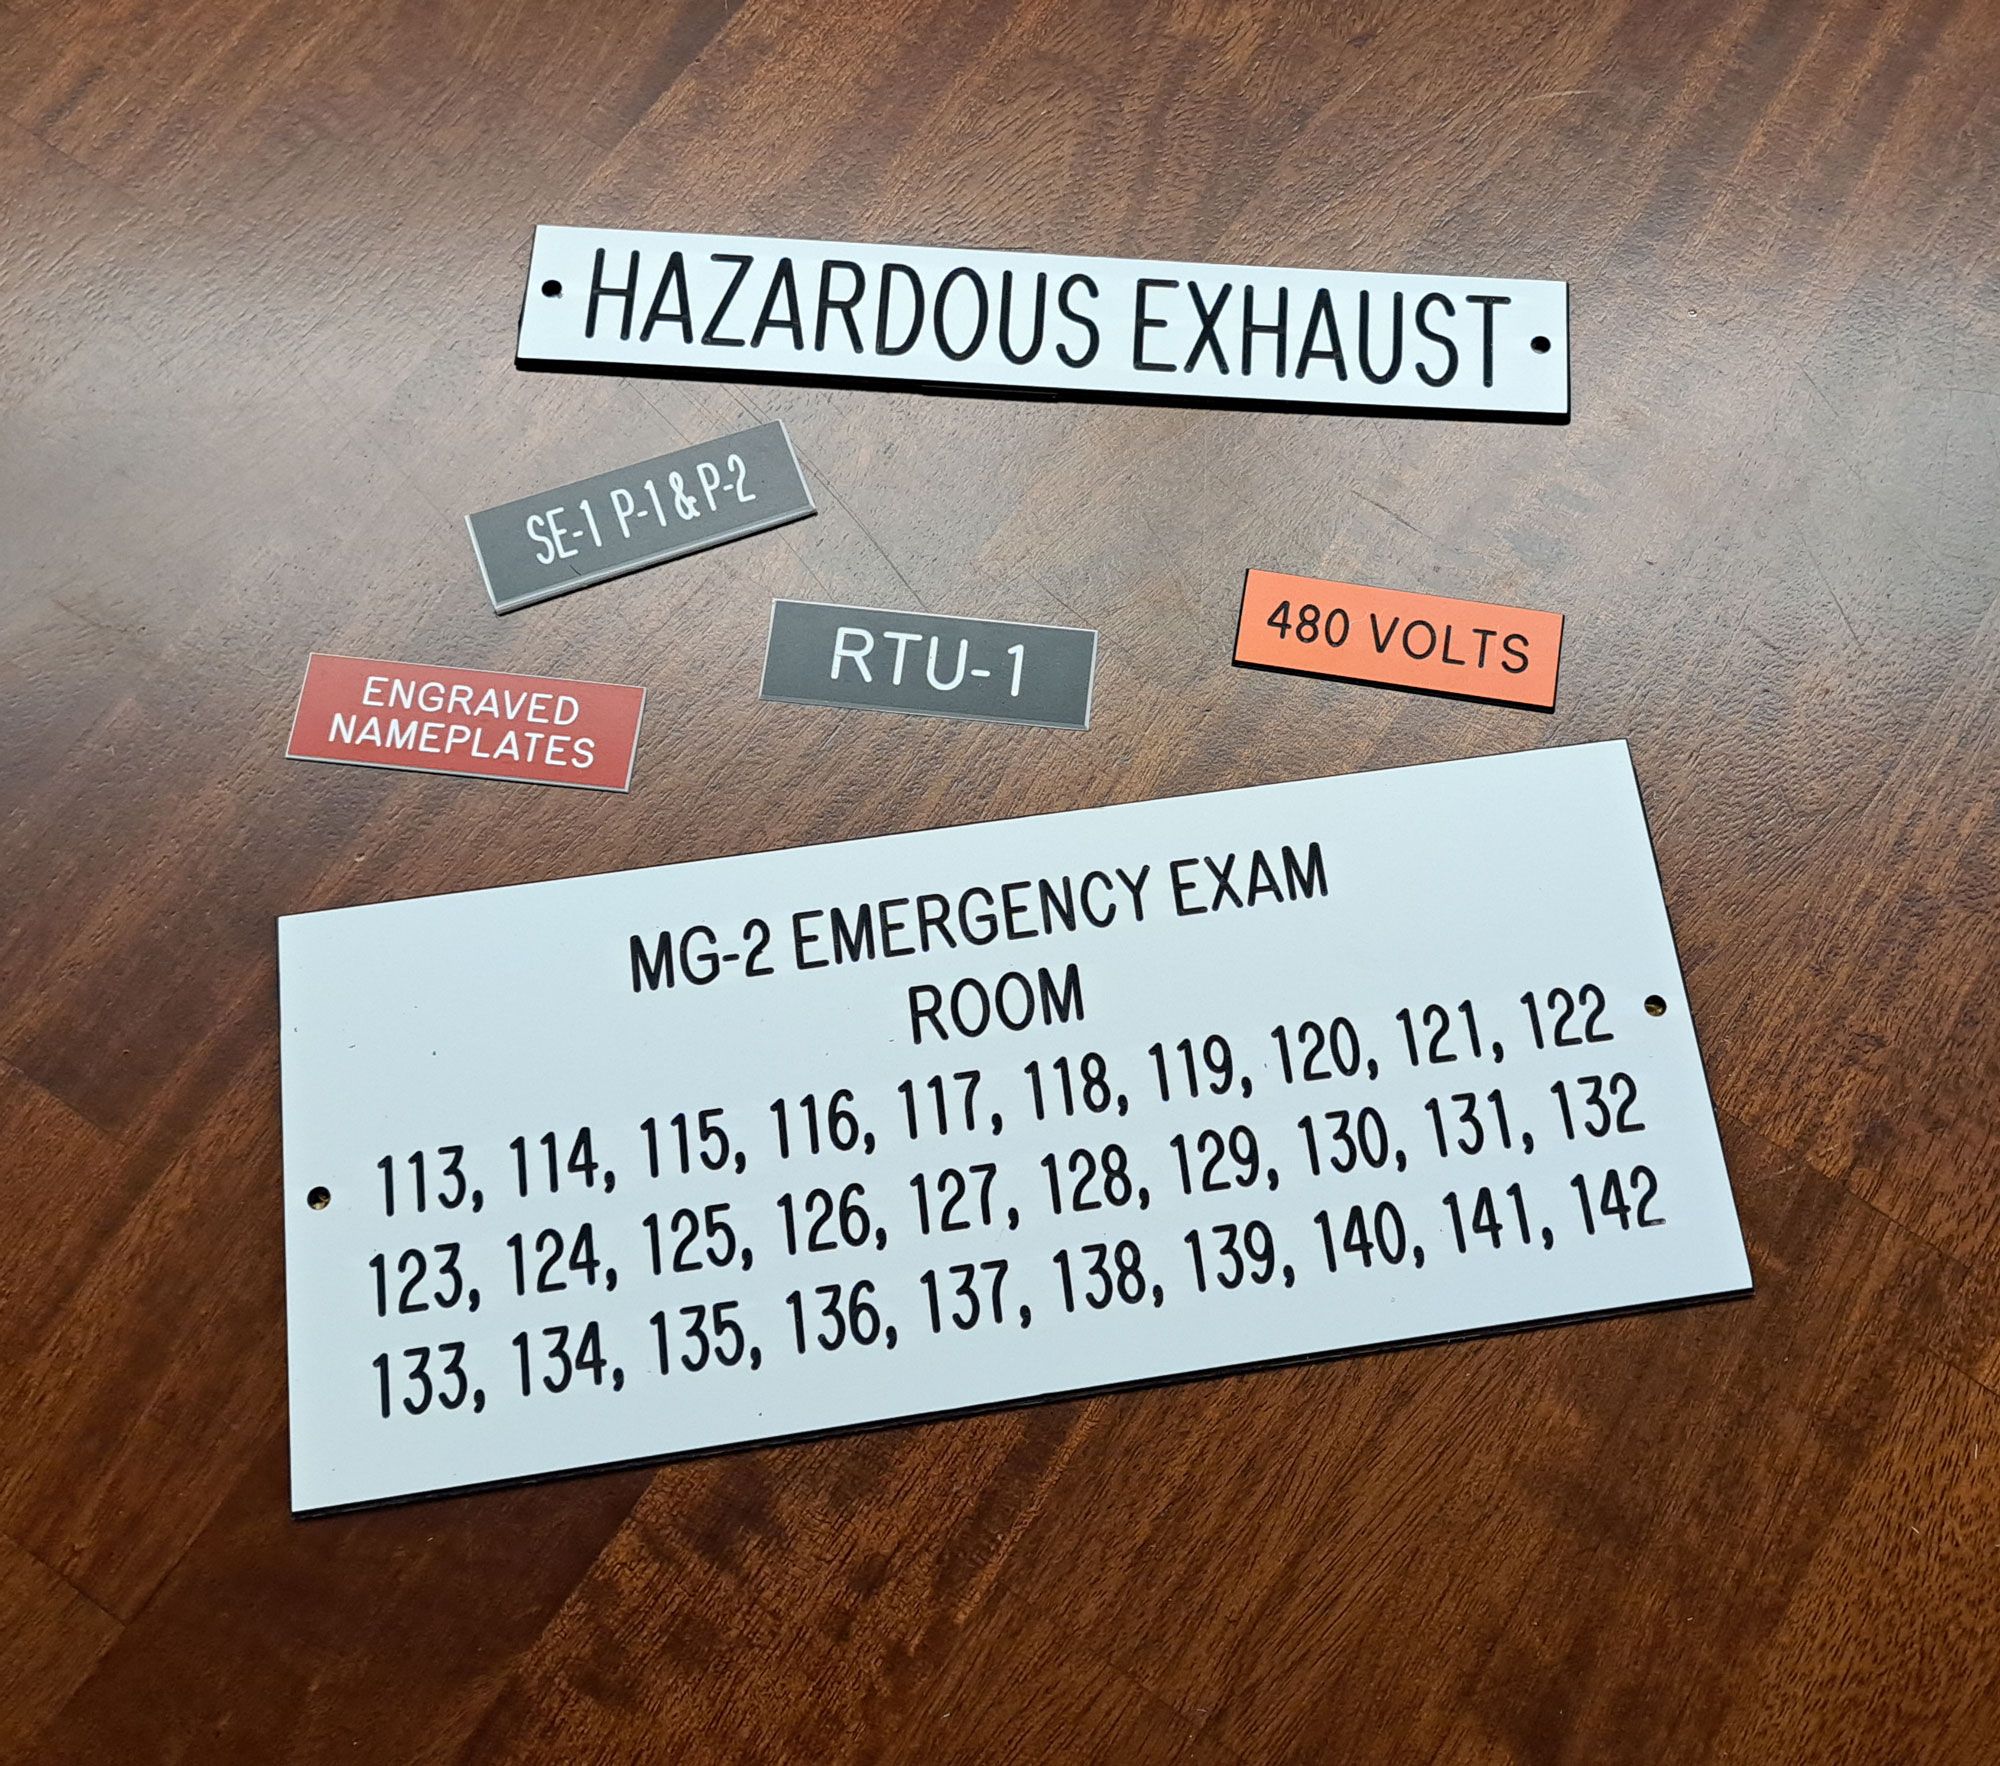 HAZARDOUS EXHAUST
SE-1 P-1 & P-2
RTU-1
480 VOLTS
ENGRAVED
NAMEPLATES
MG-2 EMERGENCY EXAM
ROOM
113, 114, 115, 116, 117, 118, 119, 120, 121, 122
123, 124, 125, 126, 127, 128, 129, 130, 131, 132
133, 134, 135, 136, 137, 138, 139, 140, 141, 142